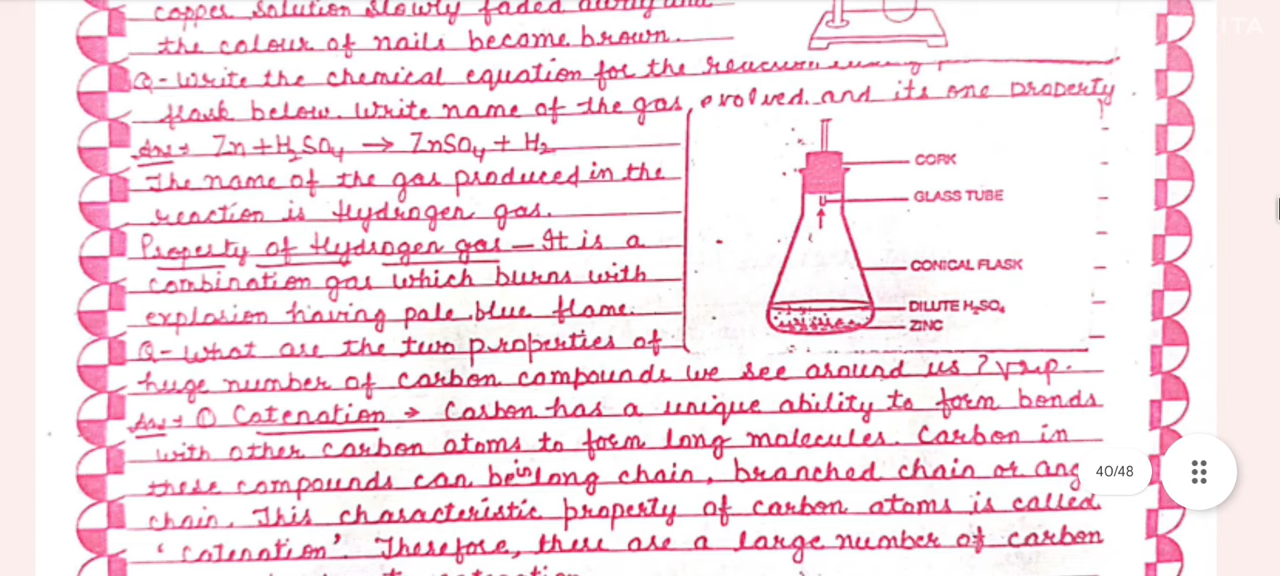 copper solution slowly faded away and
the colour of nails become brown.
Q- Write the chemical equation for the
flask below. Write name of the gas, evolved. and its one property.
Ans→ Zn + H₂SO₄ → ZnSO₄ + H₂
The name of the gas produced in the
reaction is Hydrogen gas.
Property of Hydrogen gas — It is a
combination gas which burns with
explosion having pale blue flame.
CORK
GLASS TUBE
CONICAL FLASK
DILUTE H₂SO₄
ZINC
Q- What are the two properties of
huge number of carbon compounds we see around us? V.Imp.
Ans→ ① Catenation → Carbon has a unique ability to form bonds
with other carbon atoms to form long molecules. Carbon in
these compounds can be in long chain, branched chain or
chain. This characteristic property of carbon atoms is called
'Catenation'. Therefore, there are a large number of carbon
40/48